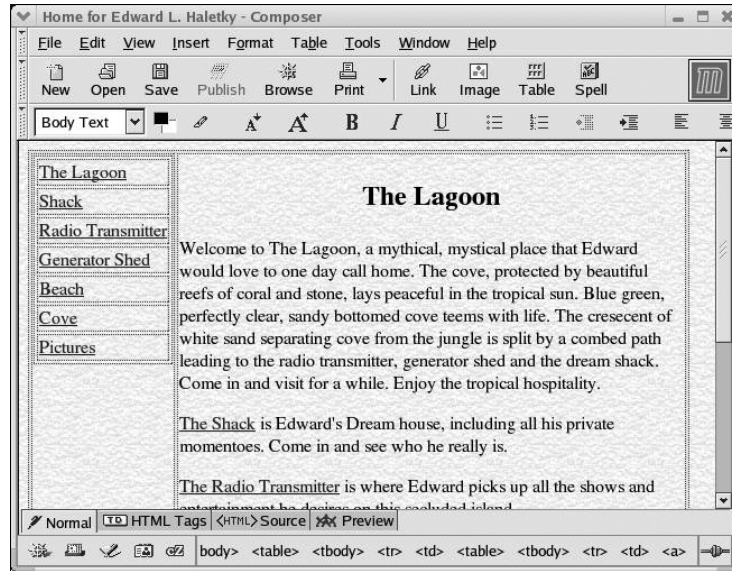 Home for Edward L. Haletky - Composer
File Edit View Insert Format Table Tools Window Help
New Open Save Publish Browse Print Link Image Table Spell
Body Text A A B I U
The Lagoon
Shack
Radio Transmitter
Generator Shed
Beach
Cove
Pictures
The Lagoon
Welcome to The Lagoon, a mythical, mystical place that Edward
would love to one day call home. The cove, protected by beautiful
reefs of coral and stone, lays peaceful in the tropical sun. Blue green,
perfectly clear, sandy bottomed cove teems with life. The cresecent of
white sand separating cove from the jungle is split by a combed path
leading to the radio transmitter, generator shed and the dream shack.
Come in and visit for a while. Enjoy the tropical hospitality.
The Shack is Edward's Dream house, including all his private
momentoes. Come in and see who he really is.
The Radio Transmitter is where Edward picks up all the shows and
entertainment he desires on this secluded island
Normal TD HTML Tags <HTML> Source Preview
body> <table> <tbody> <tr> <td> <table> <tbody> <tr> <td> <a>